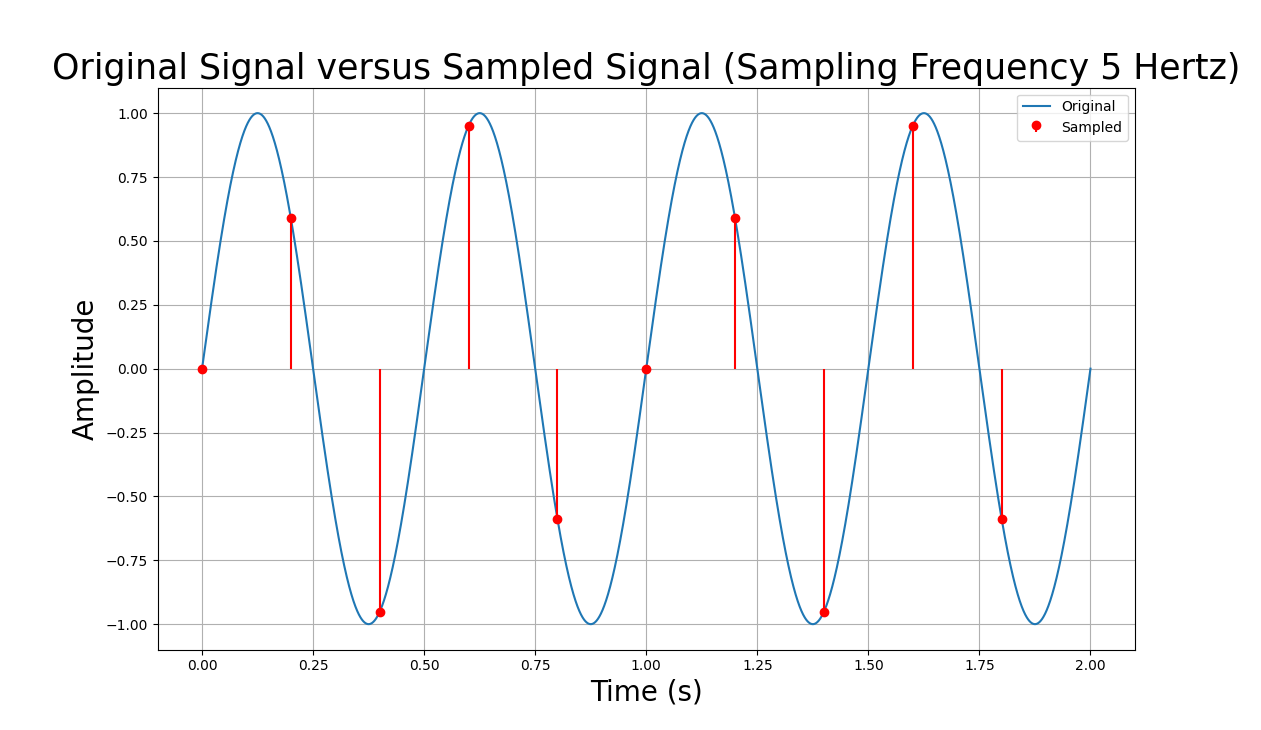 Original Signal versus Sampled Signal (Sampling Frequency 5 Hertz)
Original
Sampled
1.00
0.75
0.50
0.25
0.00
−0.25
−0.50
−0.75
−1.00
Amplitude
0.00 0.25 0.50 0.75 1.00 1.25 1.50 1.75 2.00
Time (s)